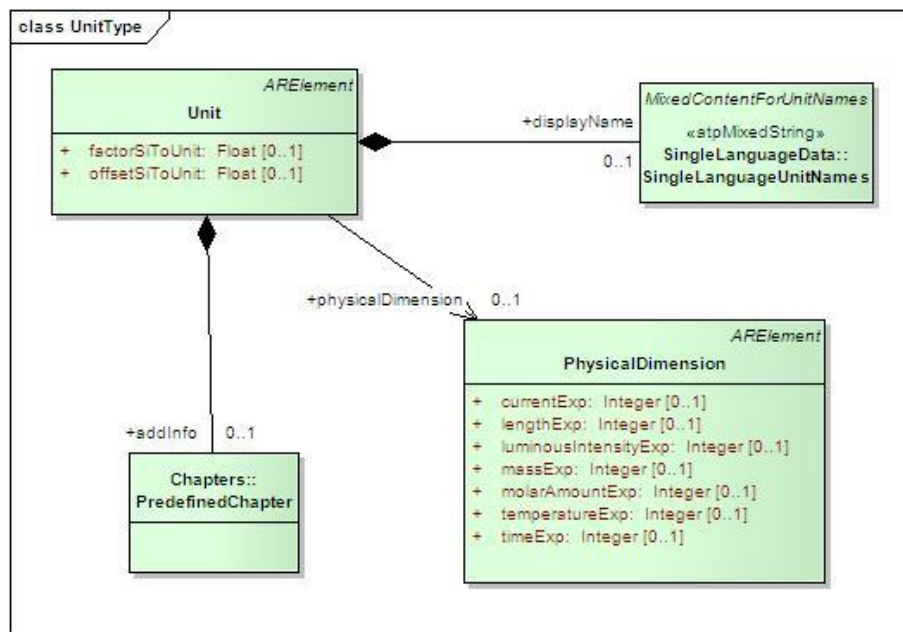 class UnitType
ARElement
Unit
+ factorSiToUnit: Float [0..1]
+ offsetSiToUnit: Float [0..1]
+displayName
0..1
MixedContentForUnitNames
«atpMixedString»
SingleLanguageData::
SingleLanguageUnitNames
+physicalDimension 0..1
ARElement
PhysicalDimension
+ currentExp: Integer [0..1]
+ lengthExp: Integer [0..1]
+ luminousIntensityExp: Integer [0..1]
+ massExp: Integer [0..1]
+ molarAmountExp: Integer [0..1]
+ temperatureExp: Integer [0..1]
+ timeExp: Integer [0..1]
+addInfo 0..1
Chapters::
PredefinedChapter